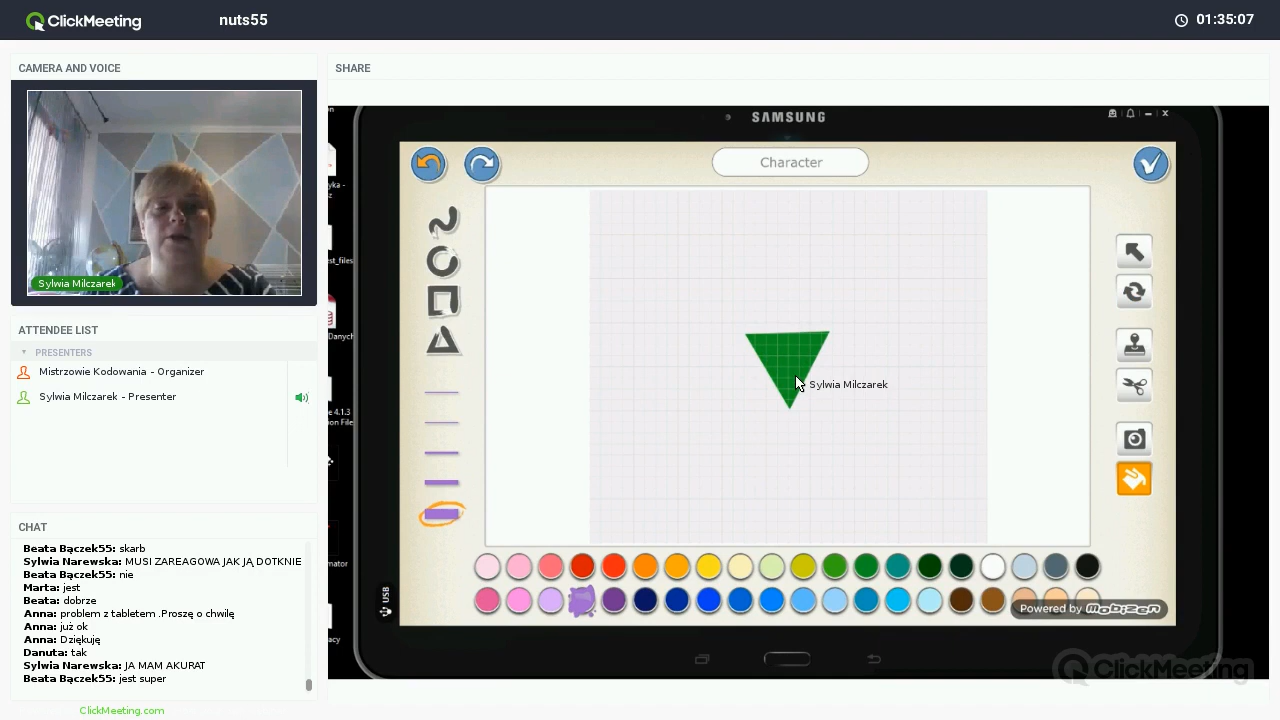 ClickMeeting
nuts55
01:35:07
CAMERA AND VOICE
Sylwia Milczarek
ATTENDEE LIST
PRESENTERS
Mistrzowie Kodowania - Organizer
Sylwia Milczarek - Presenter
CHAT
Beata Bączek55: skarb
Sylwia Narewska: MUSI ZAREAGOWA JAK JĄ DOTKNIE
Beata Bączek55: nie
Marta: jest
Beata: dobrze
Anna: problem z tabletem .Proszę o chwilę
Anna: już ok
Anna: Dziękuję
Danuta: tak
Sylwia Narewska: JA MAM AKURAT
Beata Bączek55: jest super
ClickMeeting.com
SHARE
SAMSUNG
Character
Sylwia Milczarek
USB
Powered by mobizen
ClickMeeting